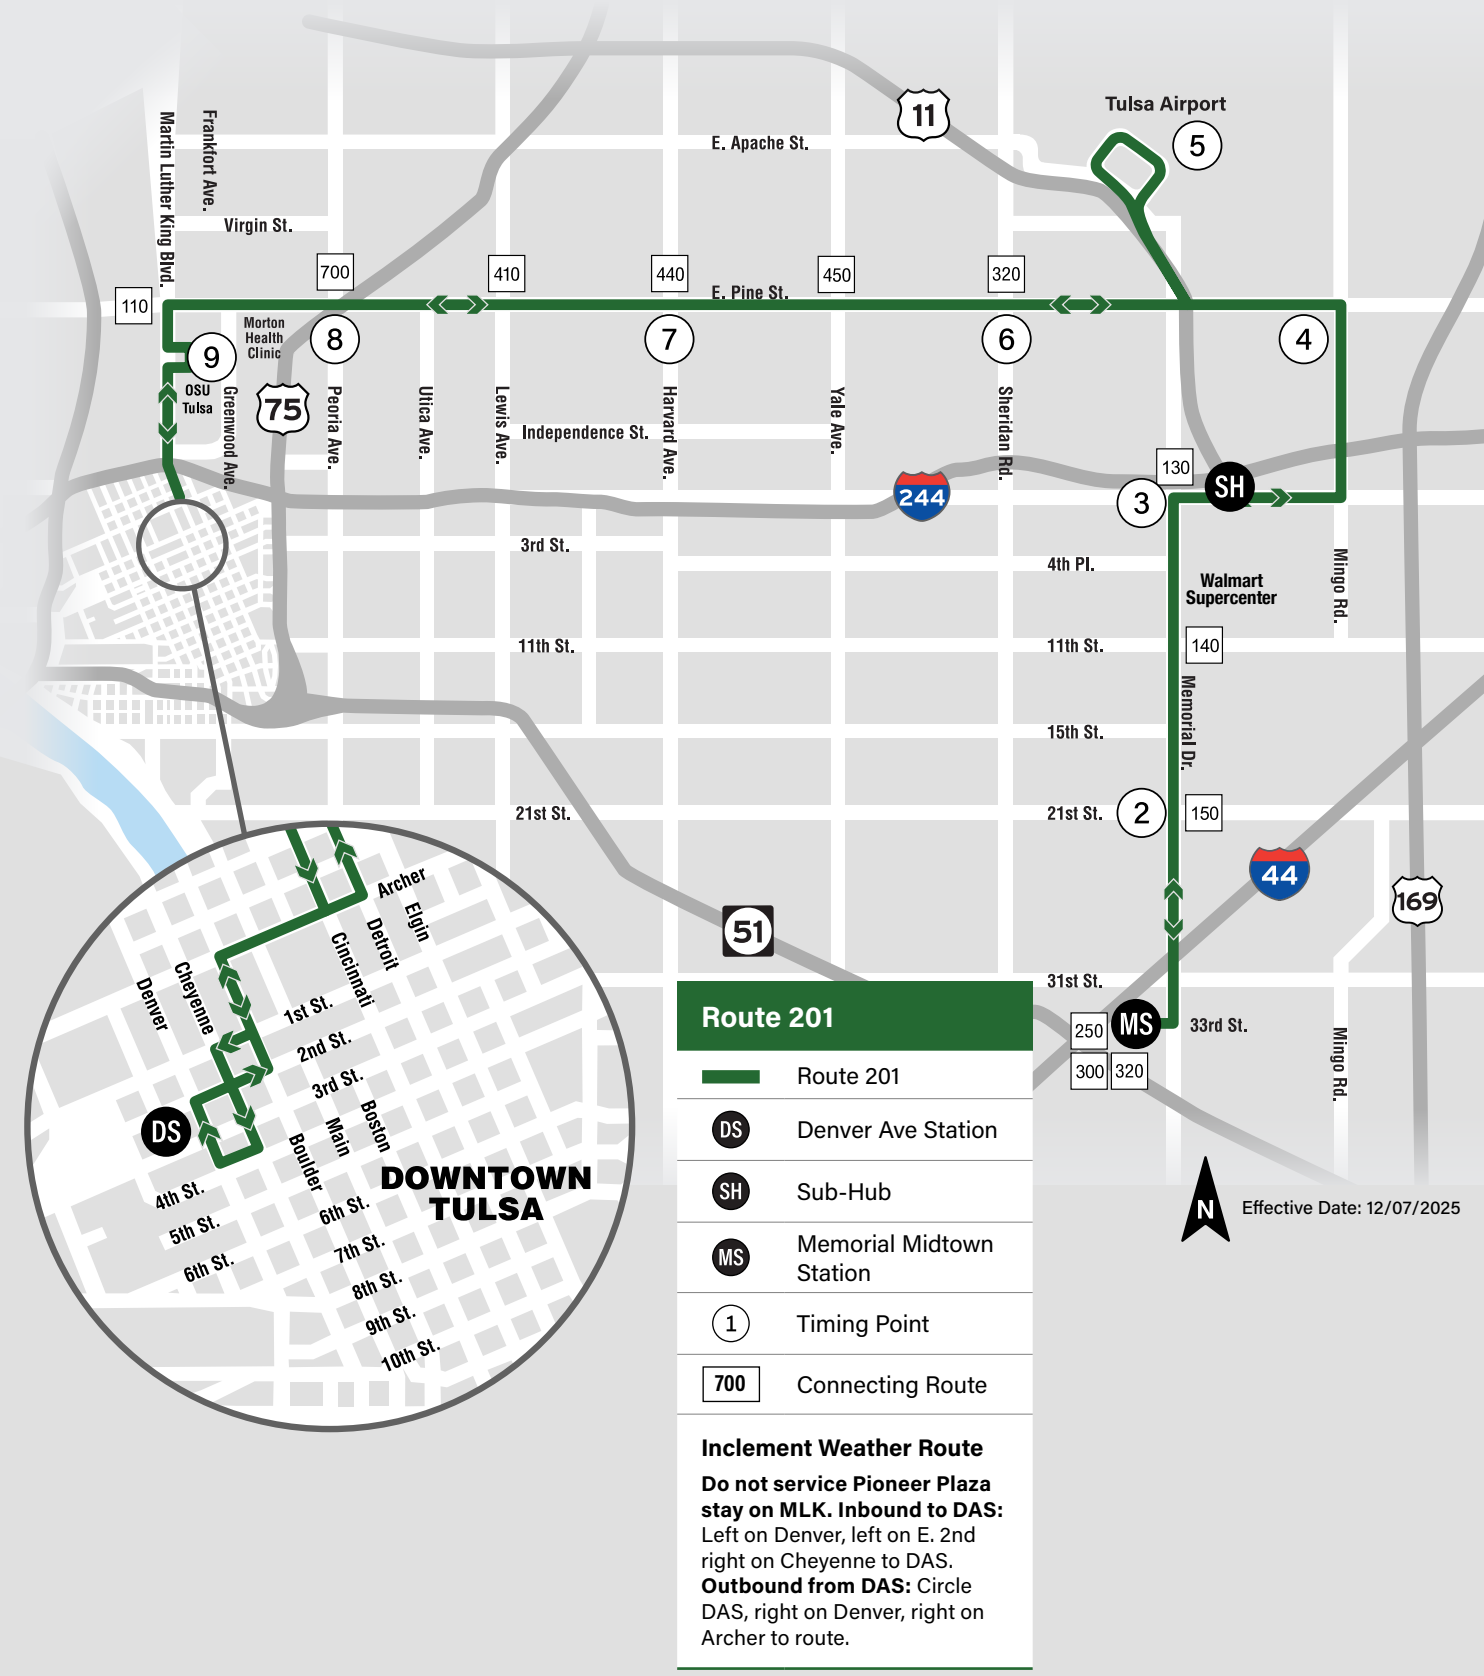 11
Tulsa Airport
5
Martin Luther King Blvd.
Frankfort Ave.
E. Apache St.
Virgin St.
110
700
410
440
450
320
E. Pine St.
Morton
Health
Clinic
9
8
7
6
4
OSU
Tulsa
Greenwood Ave.
75
Peoria Ave.
Utica Ave.
Lewis Ave.
Independence St.
Harvard Ave.
Yale Ave.
Sheridan Rd.
244
130
SH
3
3rd St.
4th Pl.
Walmart
Supercenter
Mingo Rd.
11th St.
11th St.
140
Memorial Dr.
15th St.
21st St.
21st St.
2
150
44
169
51
31st St.
250
MS
33rd St.
300
320
Mingo Rd.
Archer
Elgin
Detroit
Cincinnati
Cheyenne
Denver
1st St.
2nd St.
3rd St.
DS
Boston
Main
Boulder
DOWNTOWN
TULSA
4th St.
5th St.
6th St.
6th St.
7th St.
8th St.
9th St.
10th St.
N
Effective Date: 12/07/2025
Route 201
Route 201
DS Denver Ave Station
SH Sub-Hub
MS Memorial Midtown
Station
1 Timing Point
700 Connecting Route
Inclement Weather Route
Do not service Pioneer Plaza
stay on MLK. Inbound to DAS:
Left on Denver, left on E. 2nd
right on Cheyenne to DAS.
Outbound from DAS: Circle
DAS, right on Denver, right on
Archer to route.